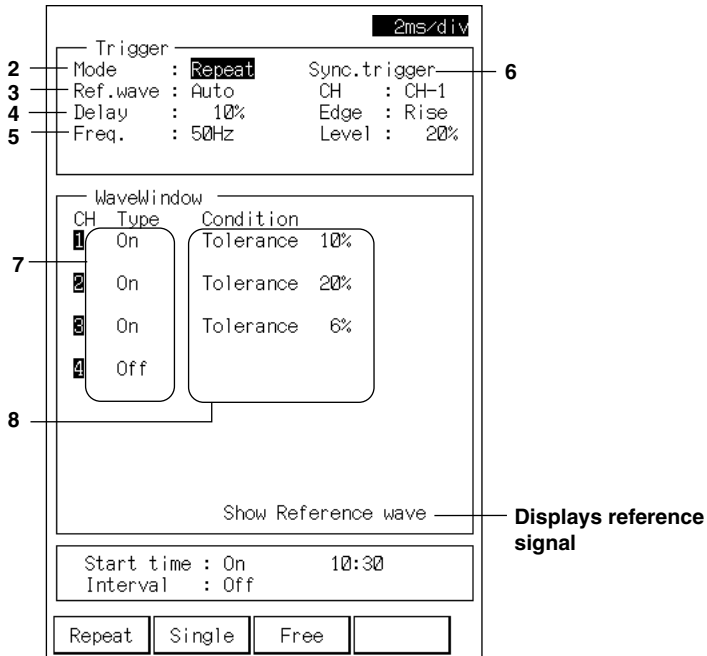 2ms/div
Trigger
2 Mode : Repeat Sync.trigger 6
3 Ref.wave : Auto CH : CH-1
4 Delay : 10% Edge : Rise
5 Freq. : 50Hz Level : 20%
WaveWindow
CH Type Condition
1 On Tolerance 10%
7
2 On Tolerance 20%
3 On Tolerance 6%
4 Off
8
Show Reference wave Displays reference
signal
Start time : On 10:30
Interval : Off
Repeat Single Free